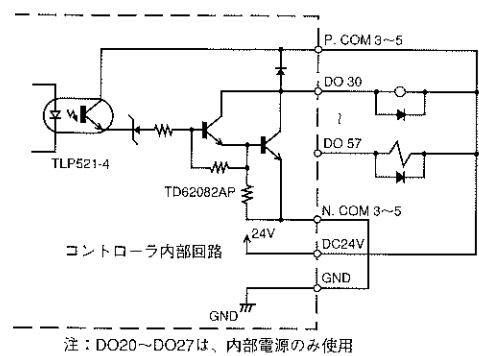 P. COM 3~5
DO 30
~
DO 57
TLP521-4
TD62082AP
N. COM 3~5
24V
コントローラ内部回路
DC24V
GND
GND
注：DO20~DO27は、内部電源のみ使用